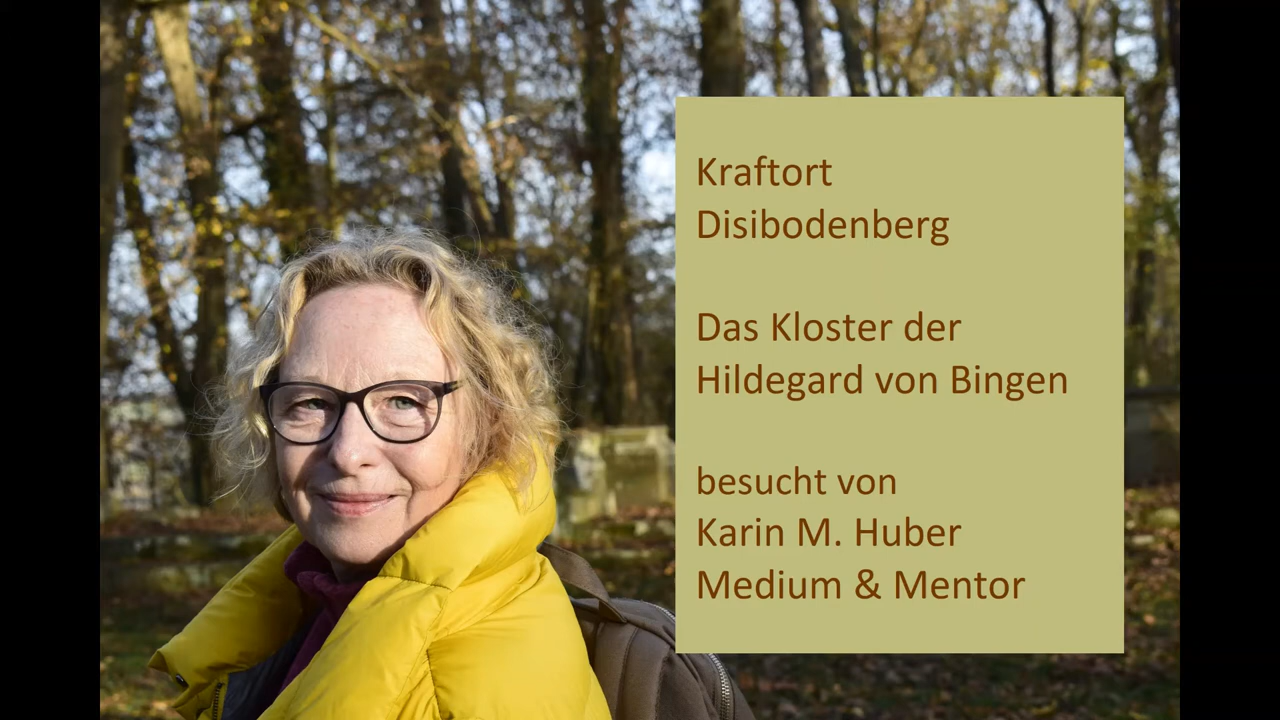 Kraftort
Disibodenberg
Das Kloster der
Hildegard von Bingen
besucht von
Karin M. Huber
Medium & Mentor